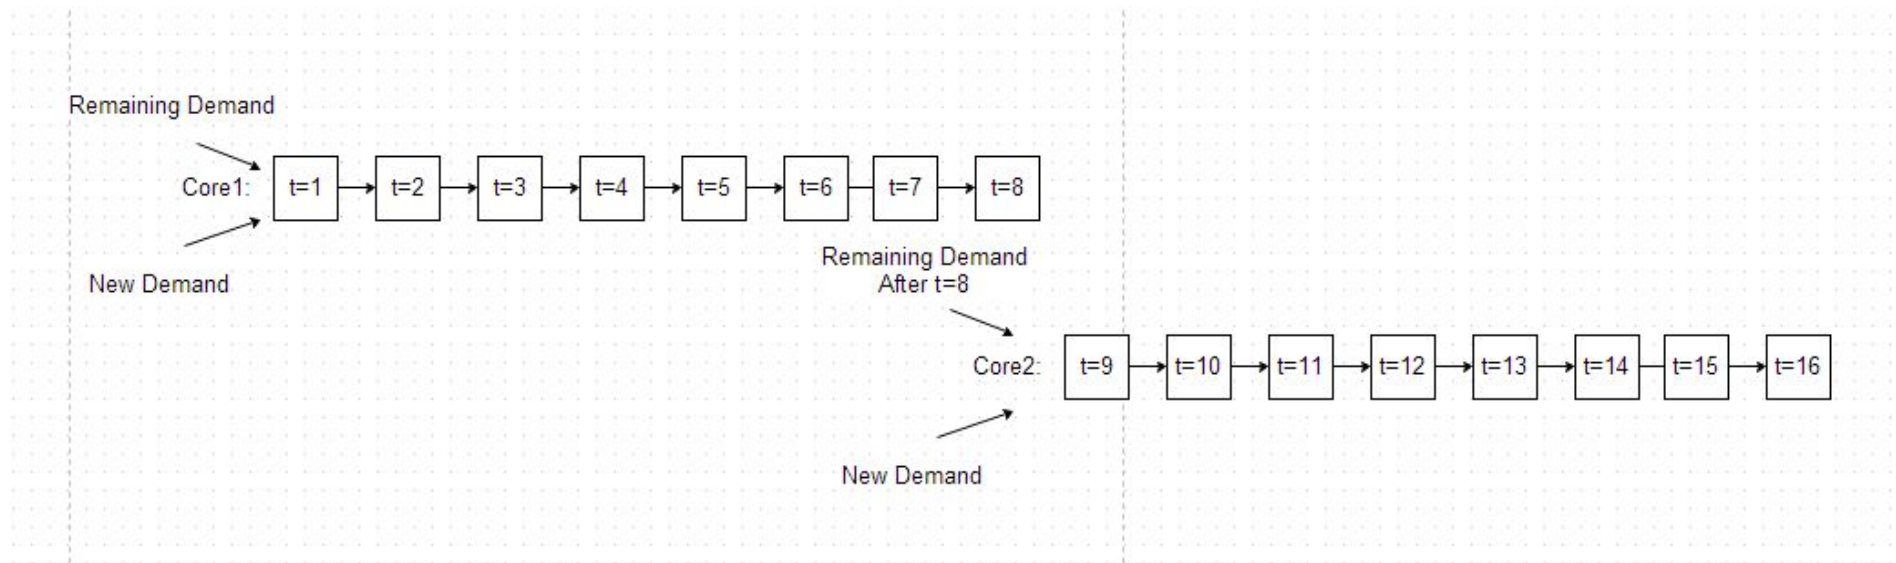 Remaining Demand
Core1: t=1 t=2 t=3 t=4 t=5 t=6 t=7 t=8
New Demand
Remaining Demand
After t=8
Core2: t=9 t=10 t=11 t=12 t=13 t=14 t=15 t=16
New Demand